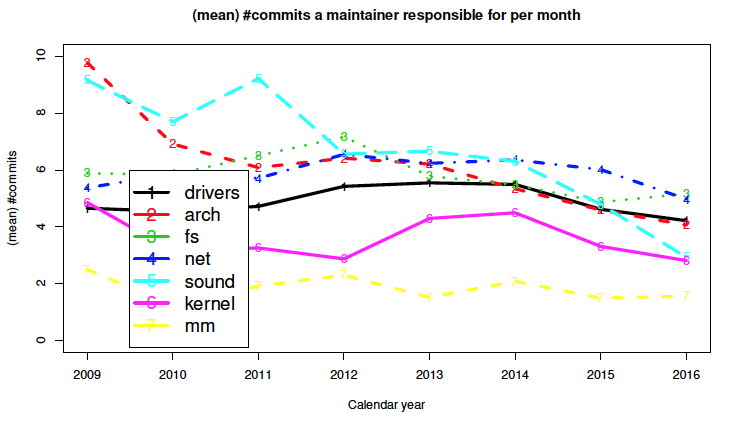 (mean) #commits a maintainer responsible for per month
(mean) #commits
10
8
6
4
2
0
1 drivers
2 arch
3 fs
4 net
5 sound
6 kernel
7 mm
2009 2010 2011 2012 2013 2014 2015 2016
Calendar year